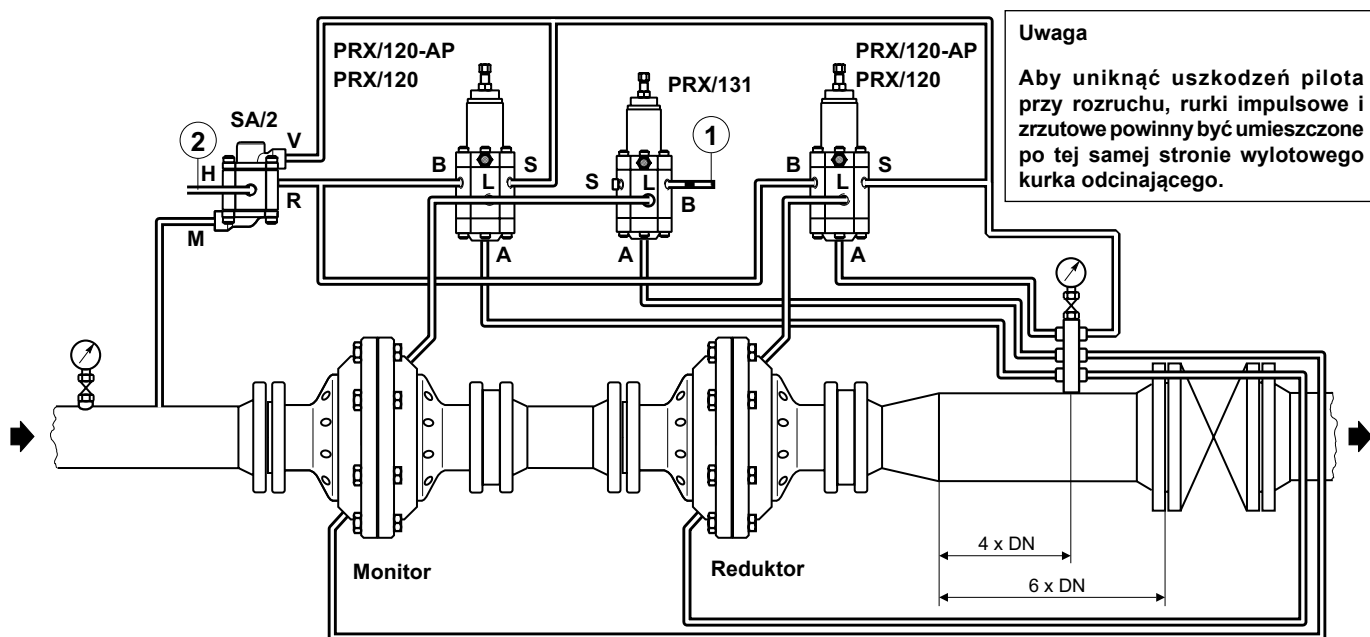 PRX/120-AP
PRX/120
PRX/131
PRX/120-AP
PRX/120
Uwaga
Aby uniknąć uszkodzeń pilota
przy rozruchu, rurki impulsowe i
zrzutowe powinny być umieszczone
po tej samej stronie wylotowego
kurka odcinającego.
SA/2
2
V
H
R
M
B
S
L
A
1
S
L
B
A
B
S
L
A
Monitor
Reduktor
4 x DN
6 x DN